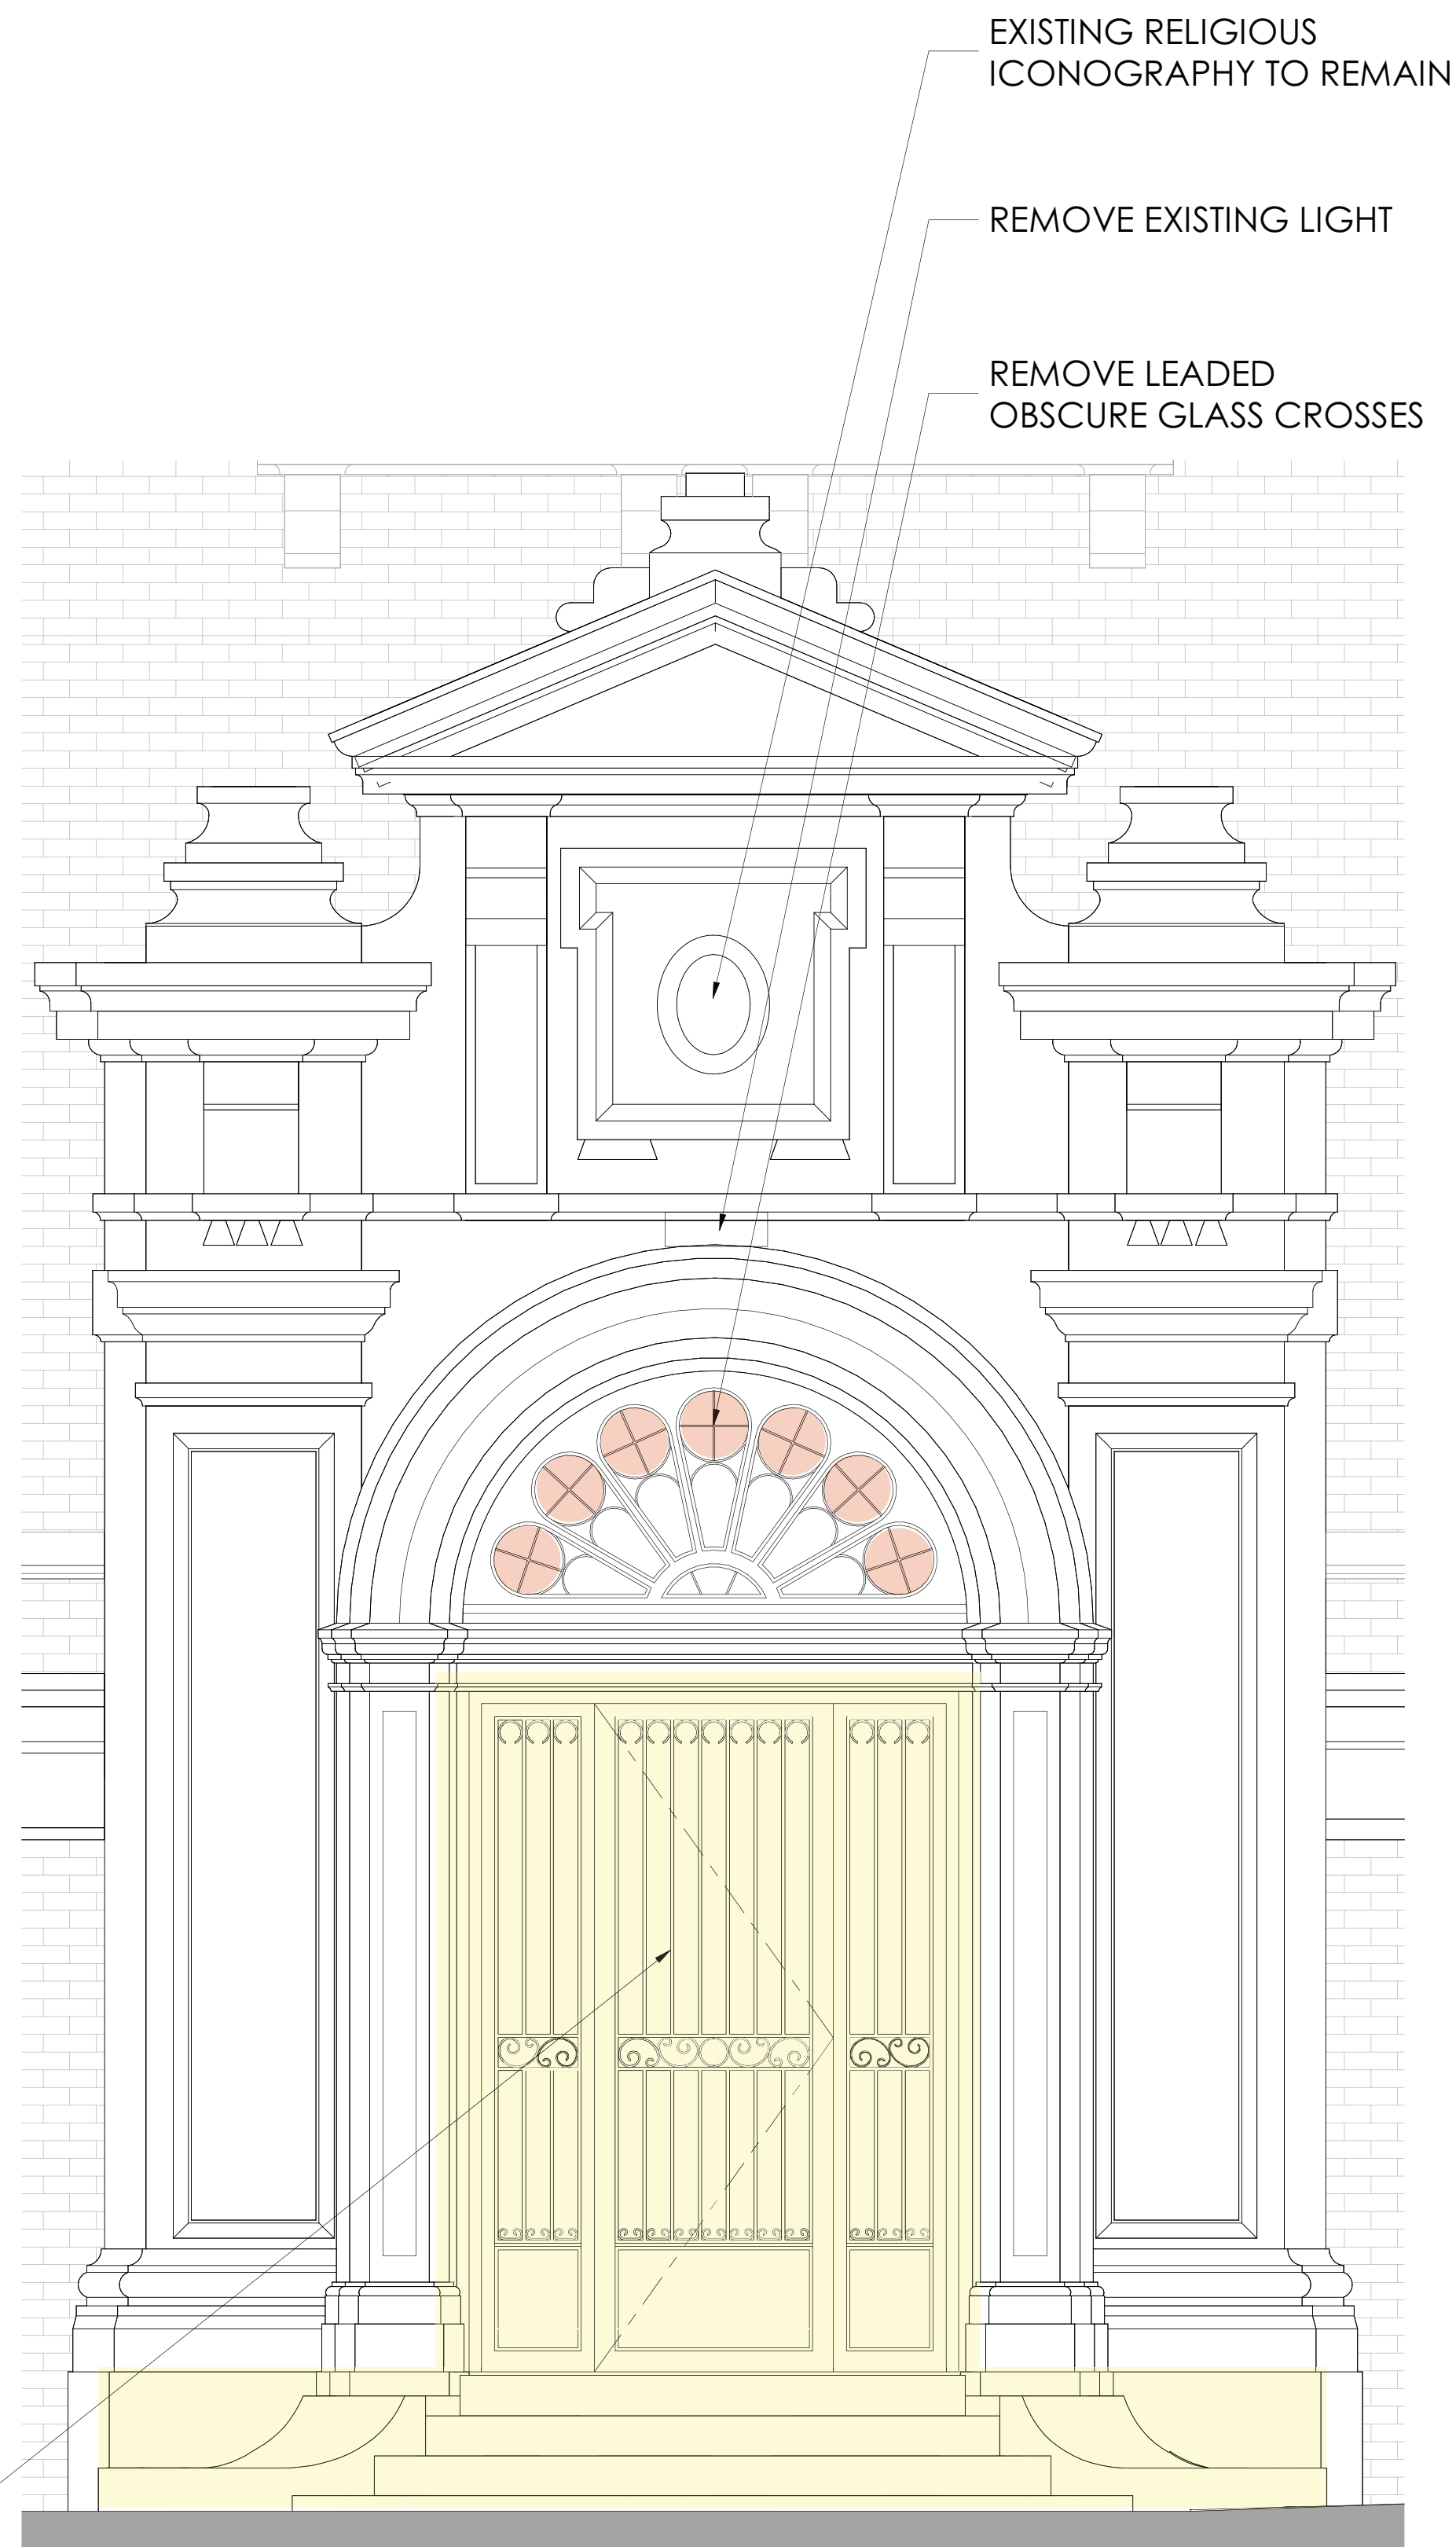 EXISTING RELIGIOUS
ICONOGRAPHY TO REMAIN
REMOVE EXISTING LIGHT
REMOVE LEADED
OBSCURE GLASS CROSSES